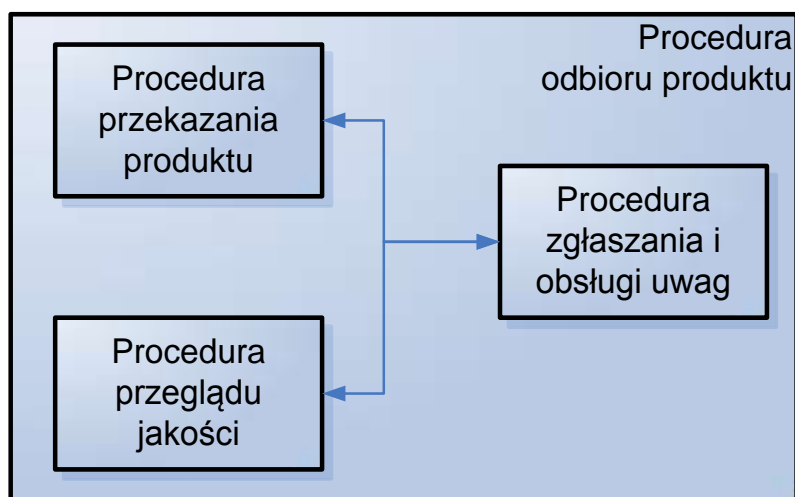 Procedura
odbioru produktu
Procedura
przekazania
produktu
Procedura
zgłaszania i
obsługi uwag
Procedura
przeglądu
jakości